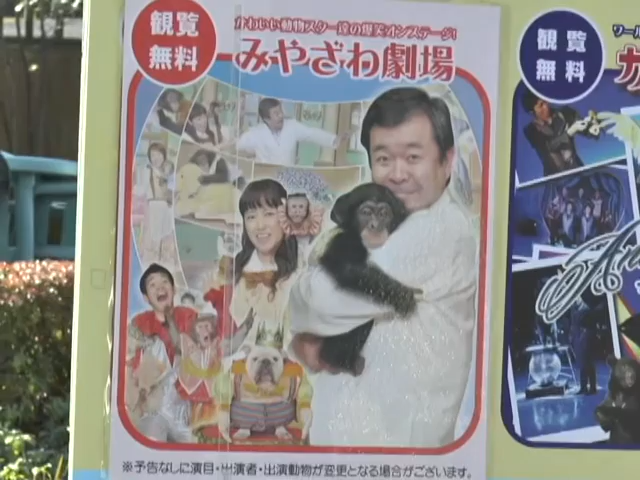 かわいい動物スター達の爆笑オンステージ!
観覧
無料
みやざわ劇場
※予告なしに演目・出演者・出演動物が変更となる場合がございます。
観覧
無料
ワール